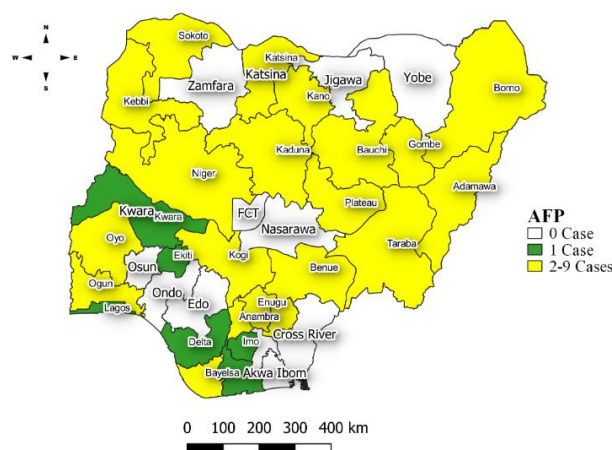 N
W E
S
Sokoto
Katsina
Zamfara
Katsina
Jigawa
Yobe
Borno
Kebbi
Kano
Kaduna
Bauchi
Gombe
Niger
Adamawa
Plateau
Kwara
Kwara
FCT
Nasarawa
Taraba
Oyo
Ekiti
Kogi
Osun
Benue
Ogun
Ondo
Edo
Enugu
Lagos
Anambra
Delta
Imo
Cross River
Bayelsa
Akwa Ibom
AFP
0 Case
1 Case
2-9 Cases
0 100 200 300 400 km